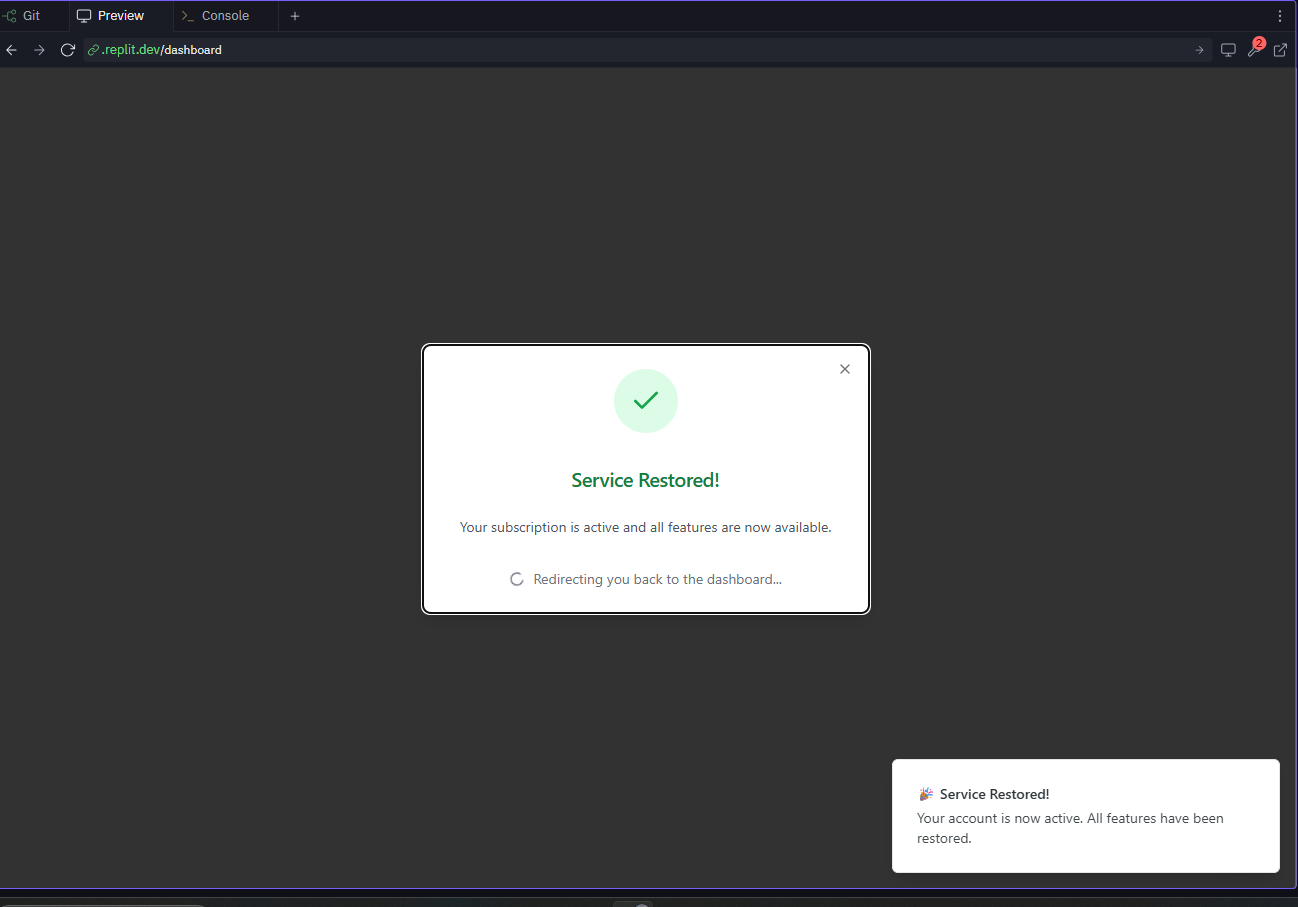 Git
Preview
Console
.replit.dev/dashboard
2
Service Restored!
Your subscription is active and all features are now available.
Redirecting you back to the dashboard...
🎉 Service Restored!
Your account is now active. All features have been
restored.